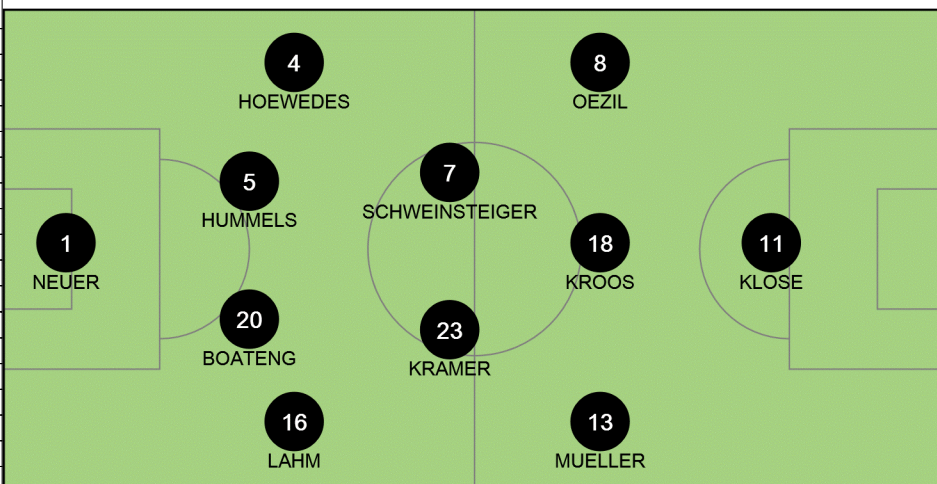 4
HOEWEDES
8
OEZIL
5
HUMMELS
7
SCHWEINSTEIGER
1
NEUER
18
KROOS
11
KLOSE
20
BOATENG
23
KRAMER
16
LAHM
13
MUELLER